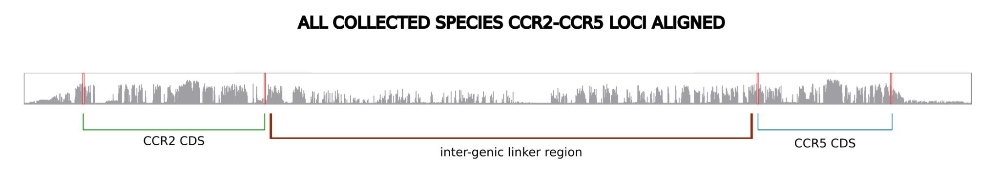 ALL COLLECTED SPECIES CCR2-CCR5 LOCI ALIGNED
CCR2 CDS
inter-genic linker region
CCR5 CDS